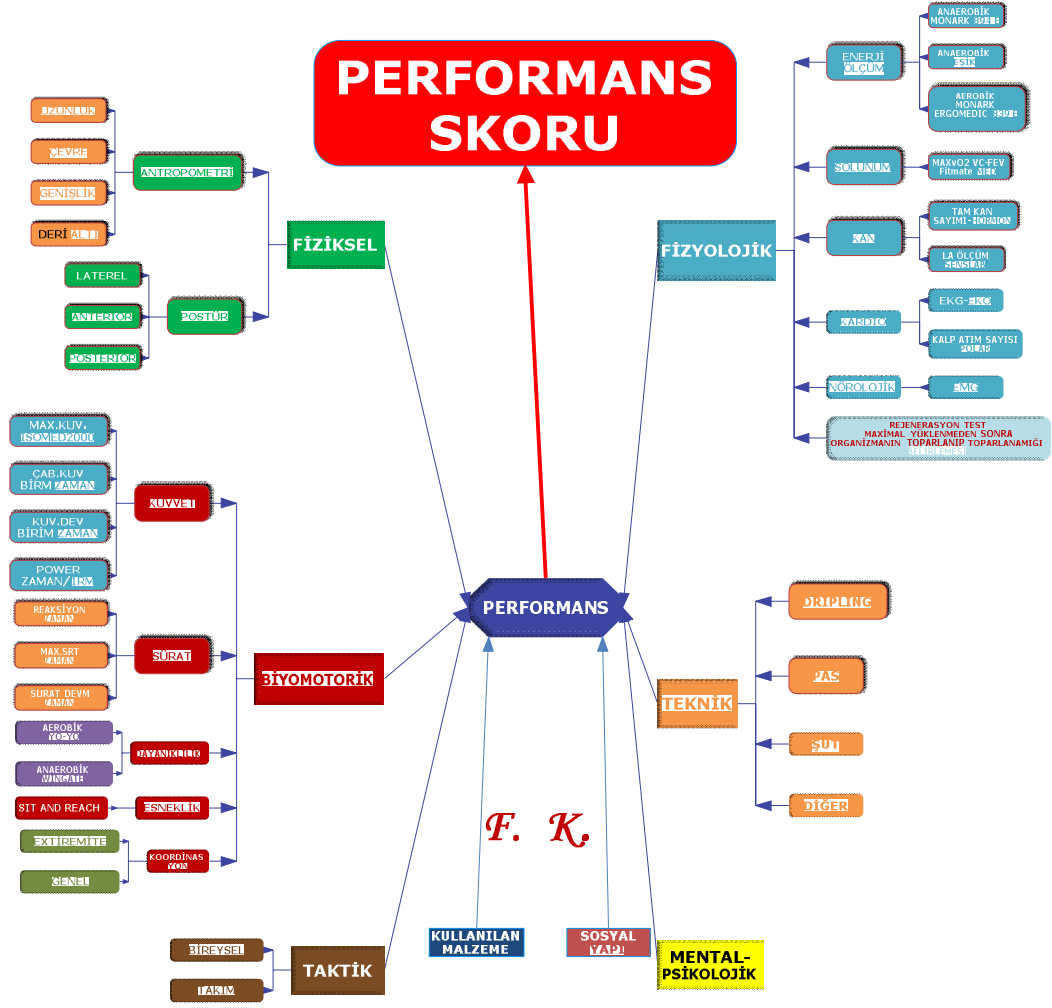 PERFORMANS
SKORU
UZUNLUK
ÇEVRE
GENİŞLİK
DERİ ALTI
ANTROPOMETRİ
LATEREL
ANTERİOR
POSTERİOR
POSTÜR
FİZİKSEL
ANAEROBİK
MONARK 894 E
ANAEROBİK
EŞİK
AEROBİK
MONARK
ERGOMEDIC 839 E
ENERJİ
ÖLÇÜM
MAXvO2 VC-FEV
Fitmate MED
SOLUNUM
TAM KAN
SAYIMI-HORMON
LA ÖLÇÜM
SENSLAR
KAN
EKG-EKO
KALP ATIM SAYISI
POLAR
KARDİO
EMG
NÖROLOJİK
REJENERASYON TEST
MAXİMAL YÜKLENMEDEN SONRA
ORGANİZMANIN TOPARLANIP TOPARLANAMIĞI
BELİRLEMESİ
FİZYOLOJİK
MAX.KUV.
ISOMED2000
ÇAB.KUV
BİRM ZAMAN
KUV.DEV
BİRİM ZAMAN
POWER
ZAMAN/1RM
KUVVET
REAKSİYON
ZAMAN
MAX.SRT
ZAMAN
SURAT DEVM
ZAMAN
SÜRAT
AEROBİK
YO-YO
ANAEROBİK
WINGATE
DAYANIKLILIK
SIT AND REACH
ESNEKLİK
EXTİREMİTE
GENEL
KOORDİNAS
YON
BİYOMOTORİK
PERFORMANS
DRIPLING
PAS
ŞUT
DİĞER
TEKNİK
F. K.
BİREYSEL
TAKIM
TAKTİK
KULLANILAN
MALZEME
SOSYAL
YAPI
MENTAL-
PSİKOLOJİK